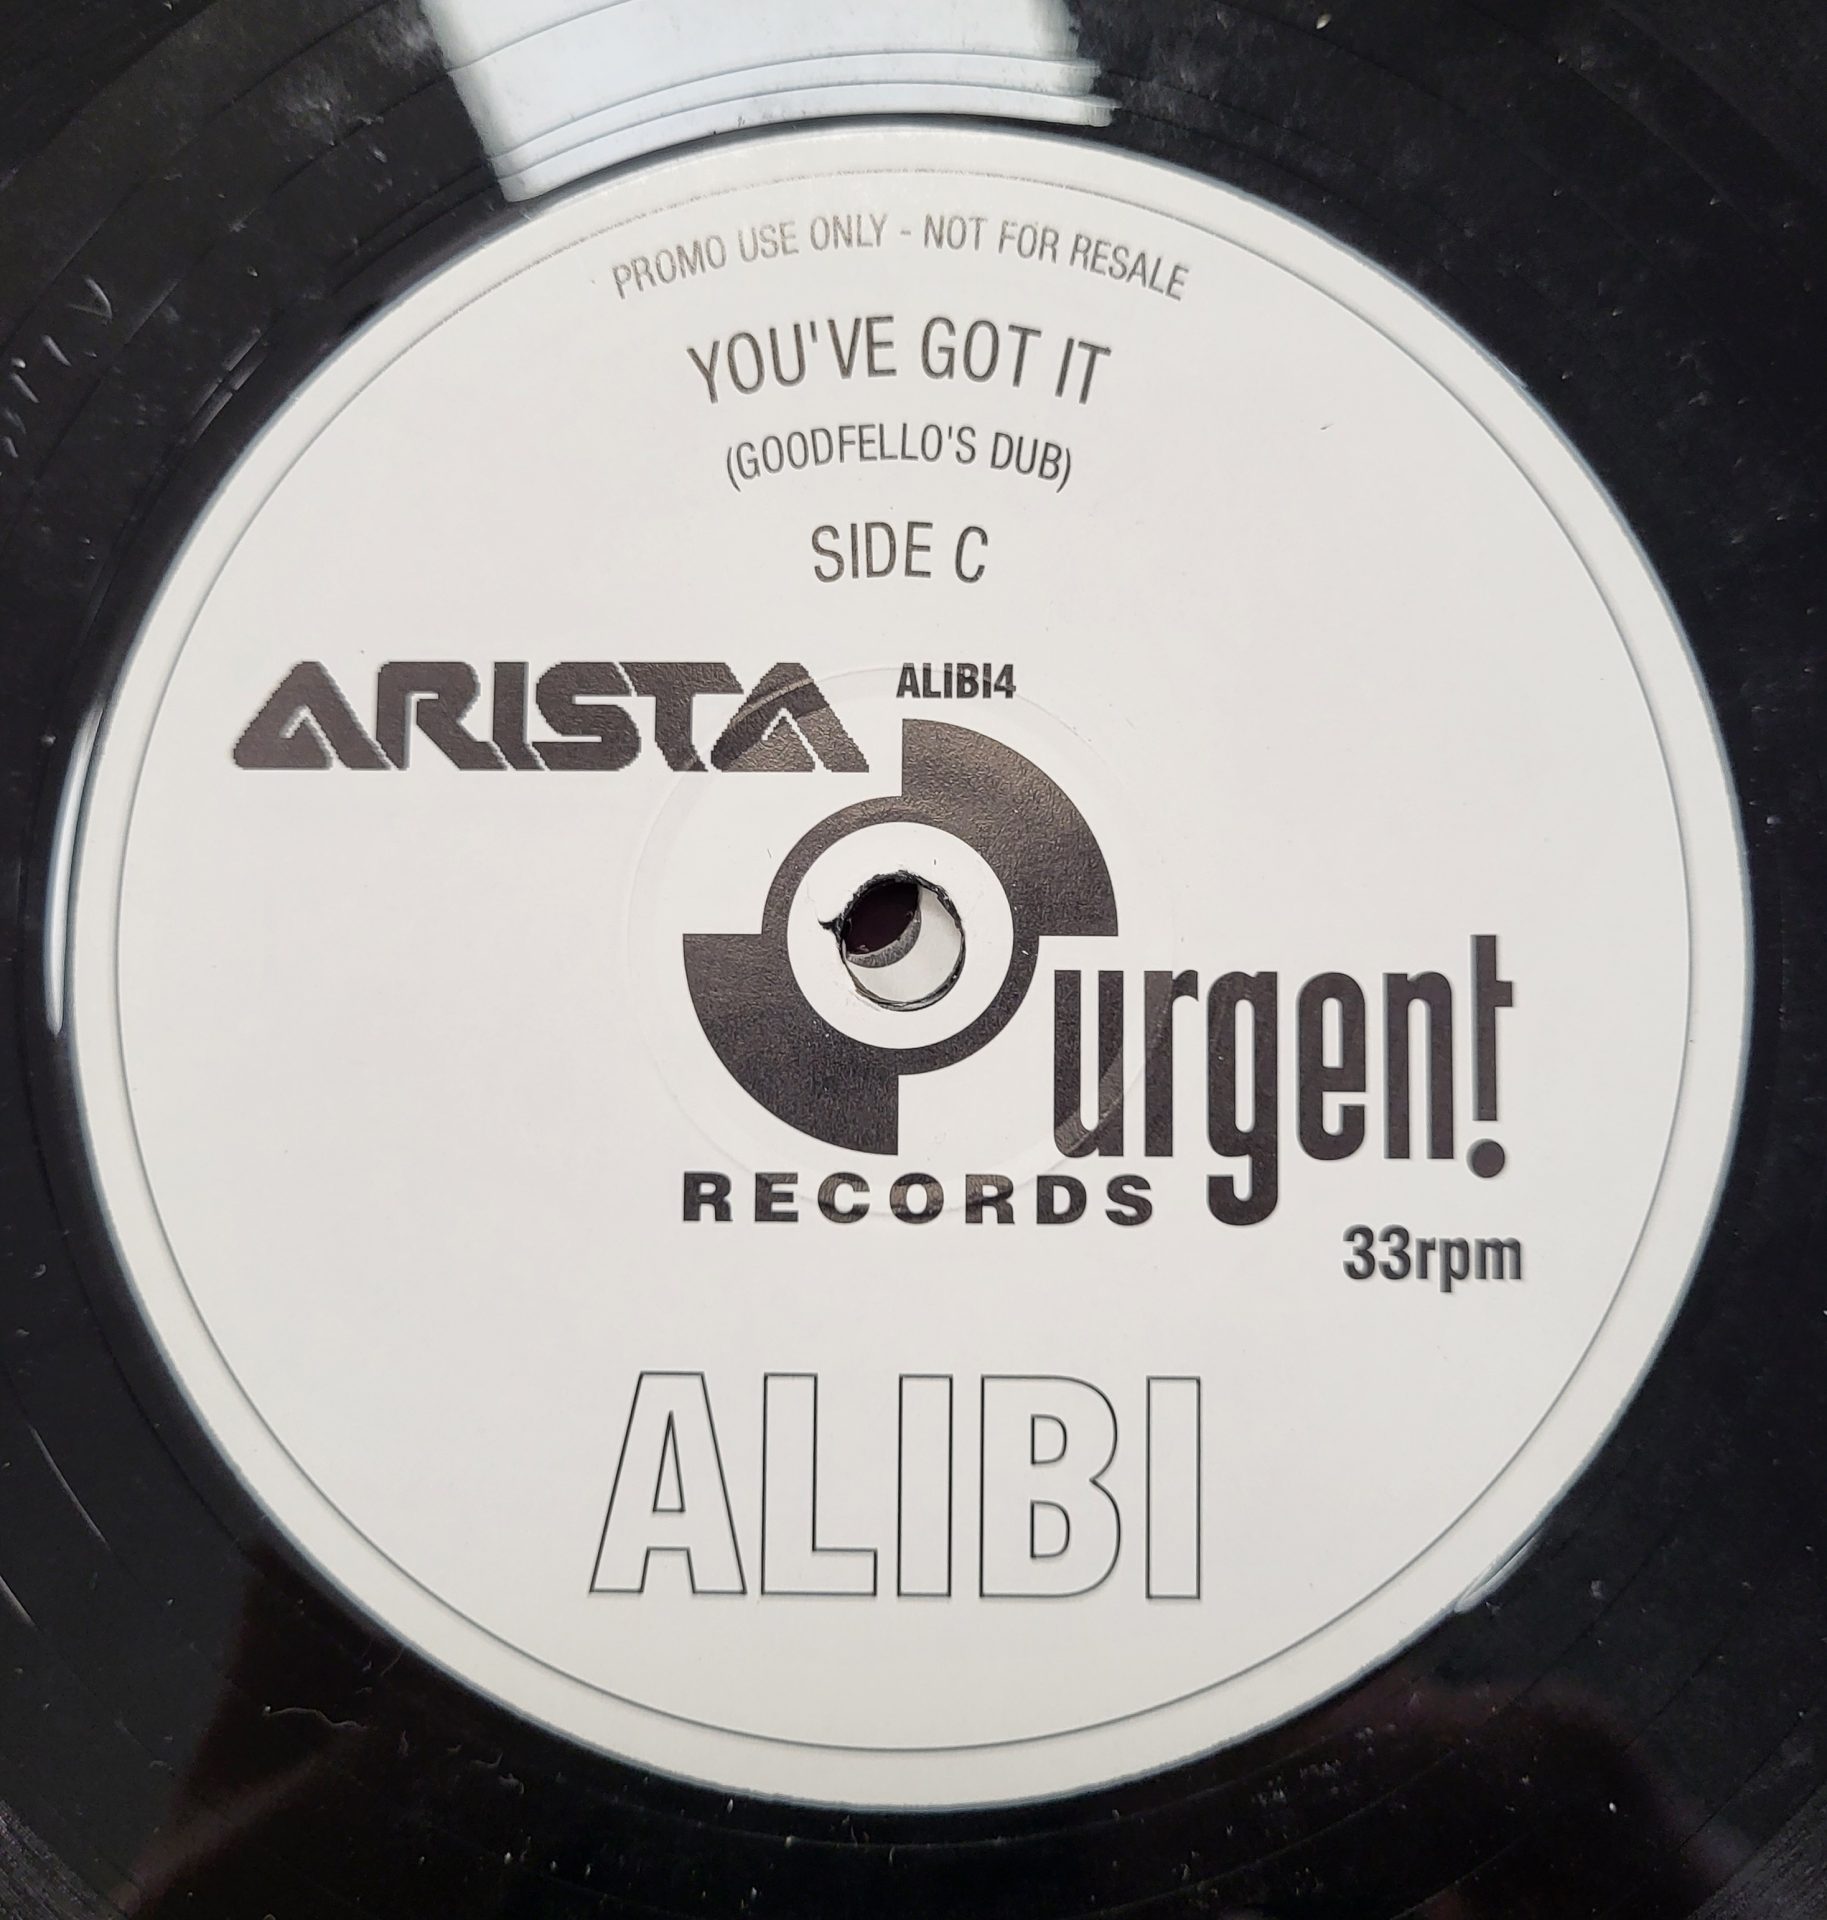 PROMO USE ONLY - NOT FOR RESALE
YOU'VE GOT IT
(GOODFELLO'S DUB)
SIDE C
ARISTA
ALIBI4
urgent!
RECORDS
33rpm
ALIBI